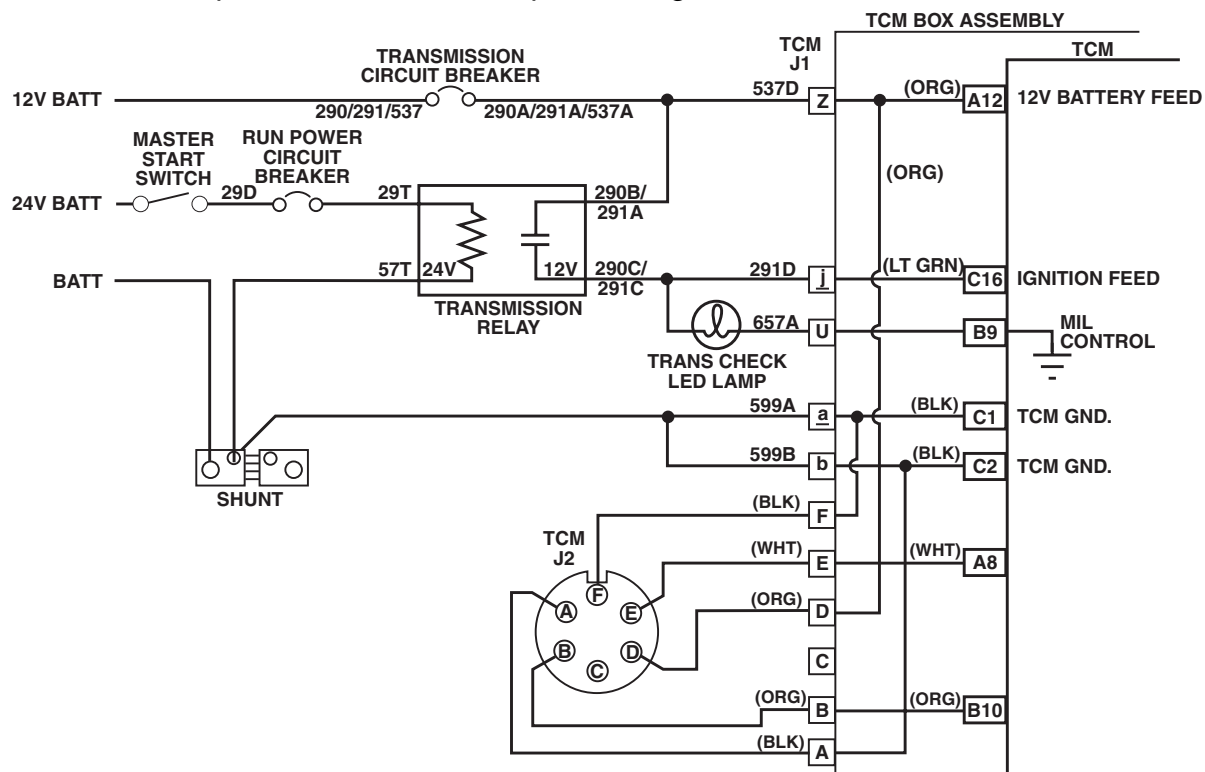 TCM BOX ASSEMBLY
TCM
J1
TCM
TRANSMISSION
CIRCUIT BREAKER
12V BATT
290/291/537
290A/291A/537A
537D
Z
(ORG)
A12
12V BATTERY FEED
MASTER
START
SWITCH
RUN POWER
CIRCUIT
BREAKER
(ORG)
24V BATT
29D
29T
290B/
291A
BATT
57T
24V
12V
290C/
291C
291D
j
(LT GRN)
C16
IGNITION FEED
TRANSMISSION
RELAY
657A
U
B9
MIL
CONTROL
TRANS CHECK
LED LAMP
599A
a
(BLK)
C1
TCM GND.
599B
b
(BLK)
C2
TCM GND.
SHUNT
(BLK)
F
TCM
J2
(WHT)
E
(WHT)
A8
(ORG)
D
C
(ORG)
B
(ORG)
B10
(BLK)
A
F
A
E
B
D
C